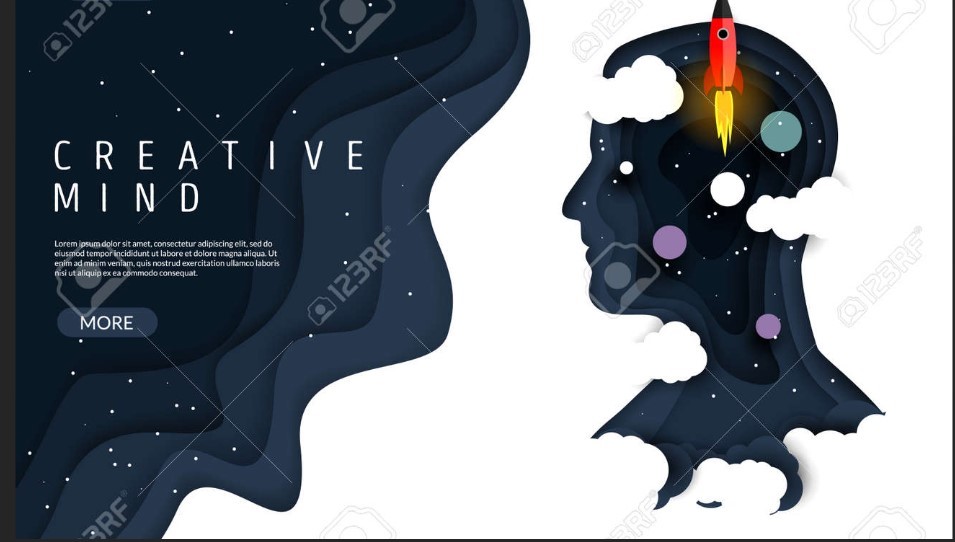 CREATIVE
MIND
Lorem ipsum dolor sit amet, consectetur adipiscing elit, sed do
eiusmod tempor incididunt ut labore et dolore magna aliqua. Ut
enim ad minim veniam, quis nostrud exercitation ullamco laboris
nisi ut aliquip ex ea commodo consequat.
MORE
123RF
123RF
123RF
123RF
123RF
123RF
123RF